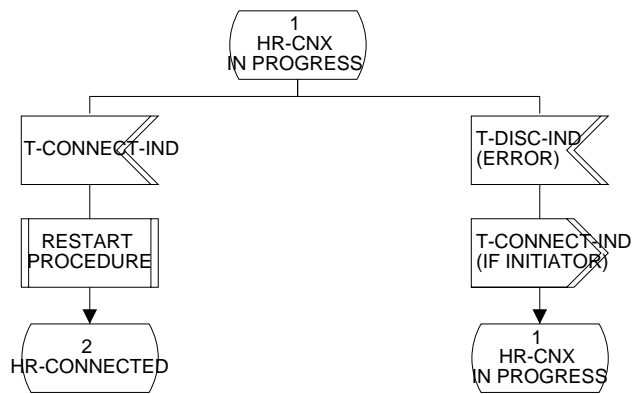 1
HR-CNX
IN PROGRESS
T-CONNECT-IND
T-DISC-IND
(ERROR)
RESTART
PROCEDURE
T-CONNECT-IND
(IF INITIATOR)
2
HR-CONNECTED
1
HR-CNX
IN PROGRESS